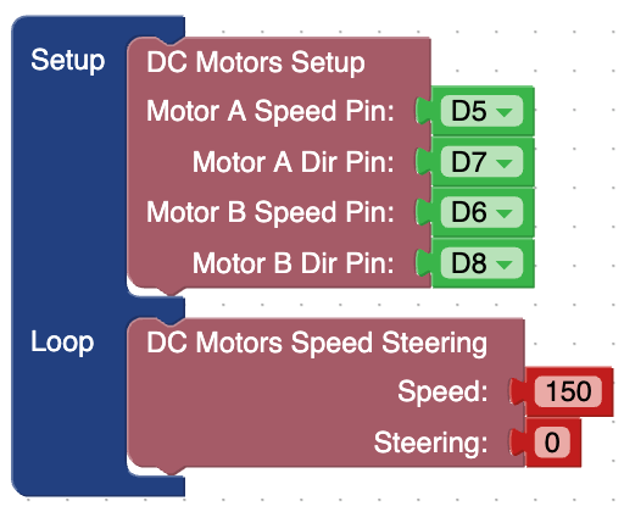 Setup
DC Motors Setup
Motor A Speed Pin: D5
Motor A Dir Pin: D7
Motor B Speed Pin: D6
Motor B Dir Pin: D8
Loop
DC Motors Speed Steering
Speed: 150
Steering: 0